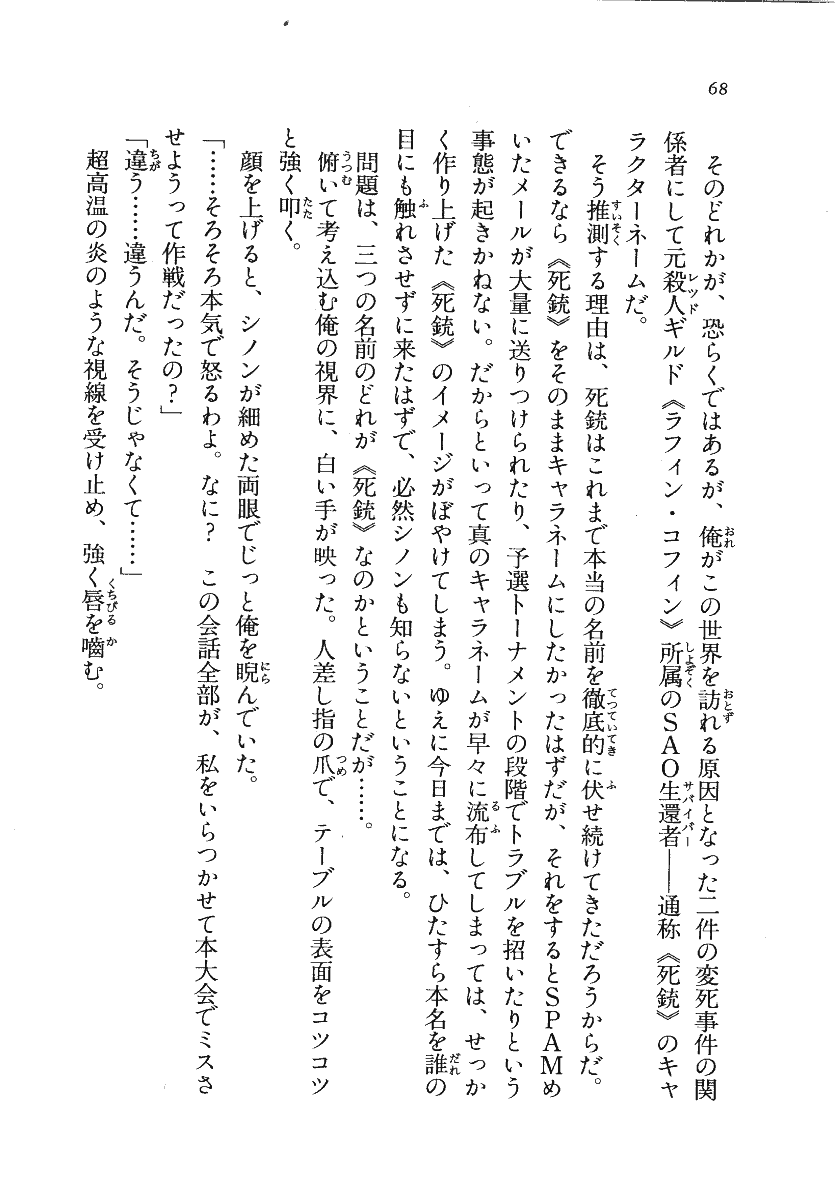 68
そのどれかが、恐らくではあるが、俺がこの世界を訪れる原因となった二件の変死事件の関
係者にして元殺人ギルド《ラフィン・コフィン》所属のSAO生還者――通称《死銃》のキャ
ラクターネームだ。
そう推測する理由は、死銃はこれまで本当の名前を徹底的に伏せ続けてきただろうからだ。
できるなら《死銃》をそのままキャラネームにしたかったはずだが、それをするとSPAMめ
いたメールが大量に送りつけられたり、予選トーナメントの段階でトラブルを招いたりという
事態が起きかねない。だからといって真のキャラネームが早々に流布してしまっては、せっか
く作り上げた《死銃》のイメージがぼやけてしまう。ゆえに今日までは、ひたすら本名を誰の
目にも触れさせずに来たはずで、必然シノンも知らないということになる。
問題は、三つの名前のどれが《死銃》なのかということだが……。
俯いて考え込む俺の視界に、白い手が映った。人差し指の爪で、テーブルの表面をコツコツ
と強く叩く。
顔を上げると、シノンが細めた両眼でじっと俺を睨んでいた。
「……そろそろ本気で怒るわよ。なに?　この会話全部が、私をいらつかせて本大会でミスさ
せようって作戦だったの?」
「違う……違うんだ。そうじゃなくて……」
超高温の炎のような視線を受け止め、強く唇を嚙む。